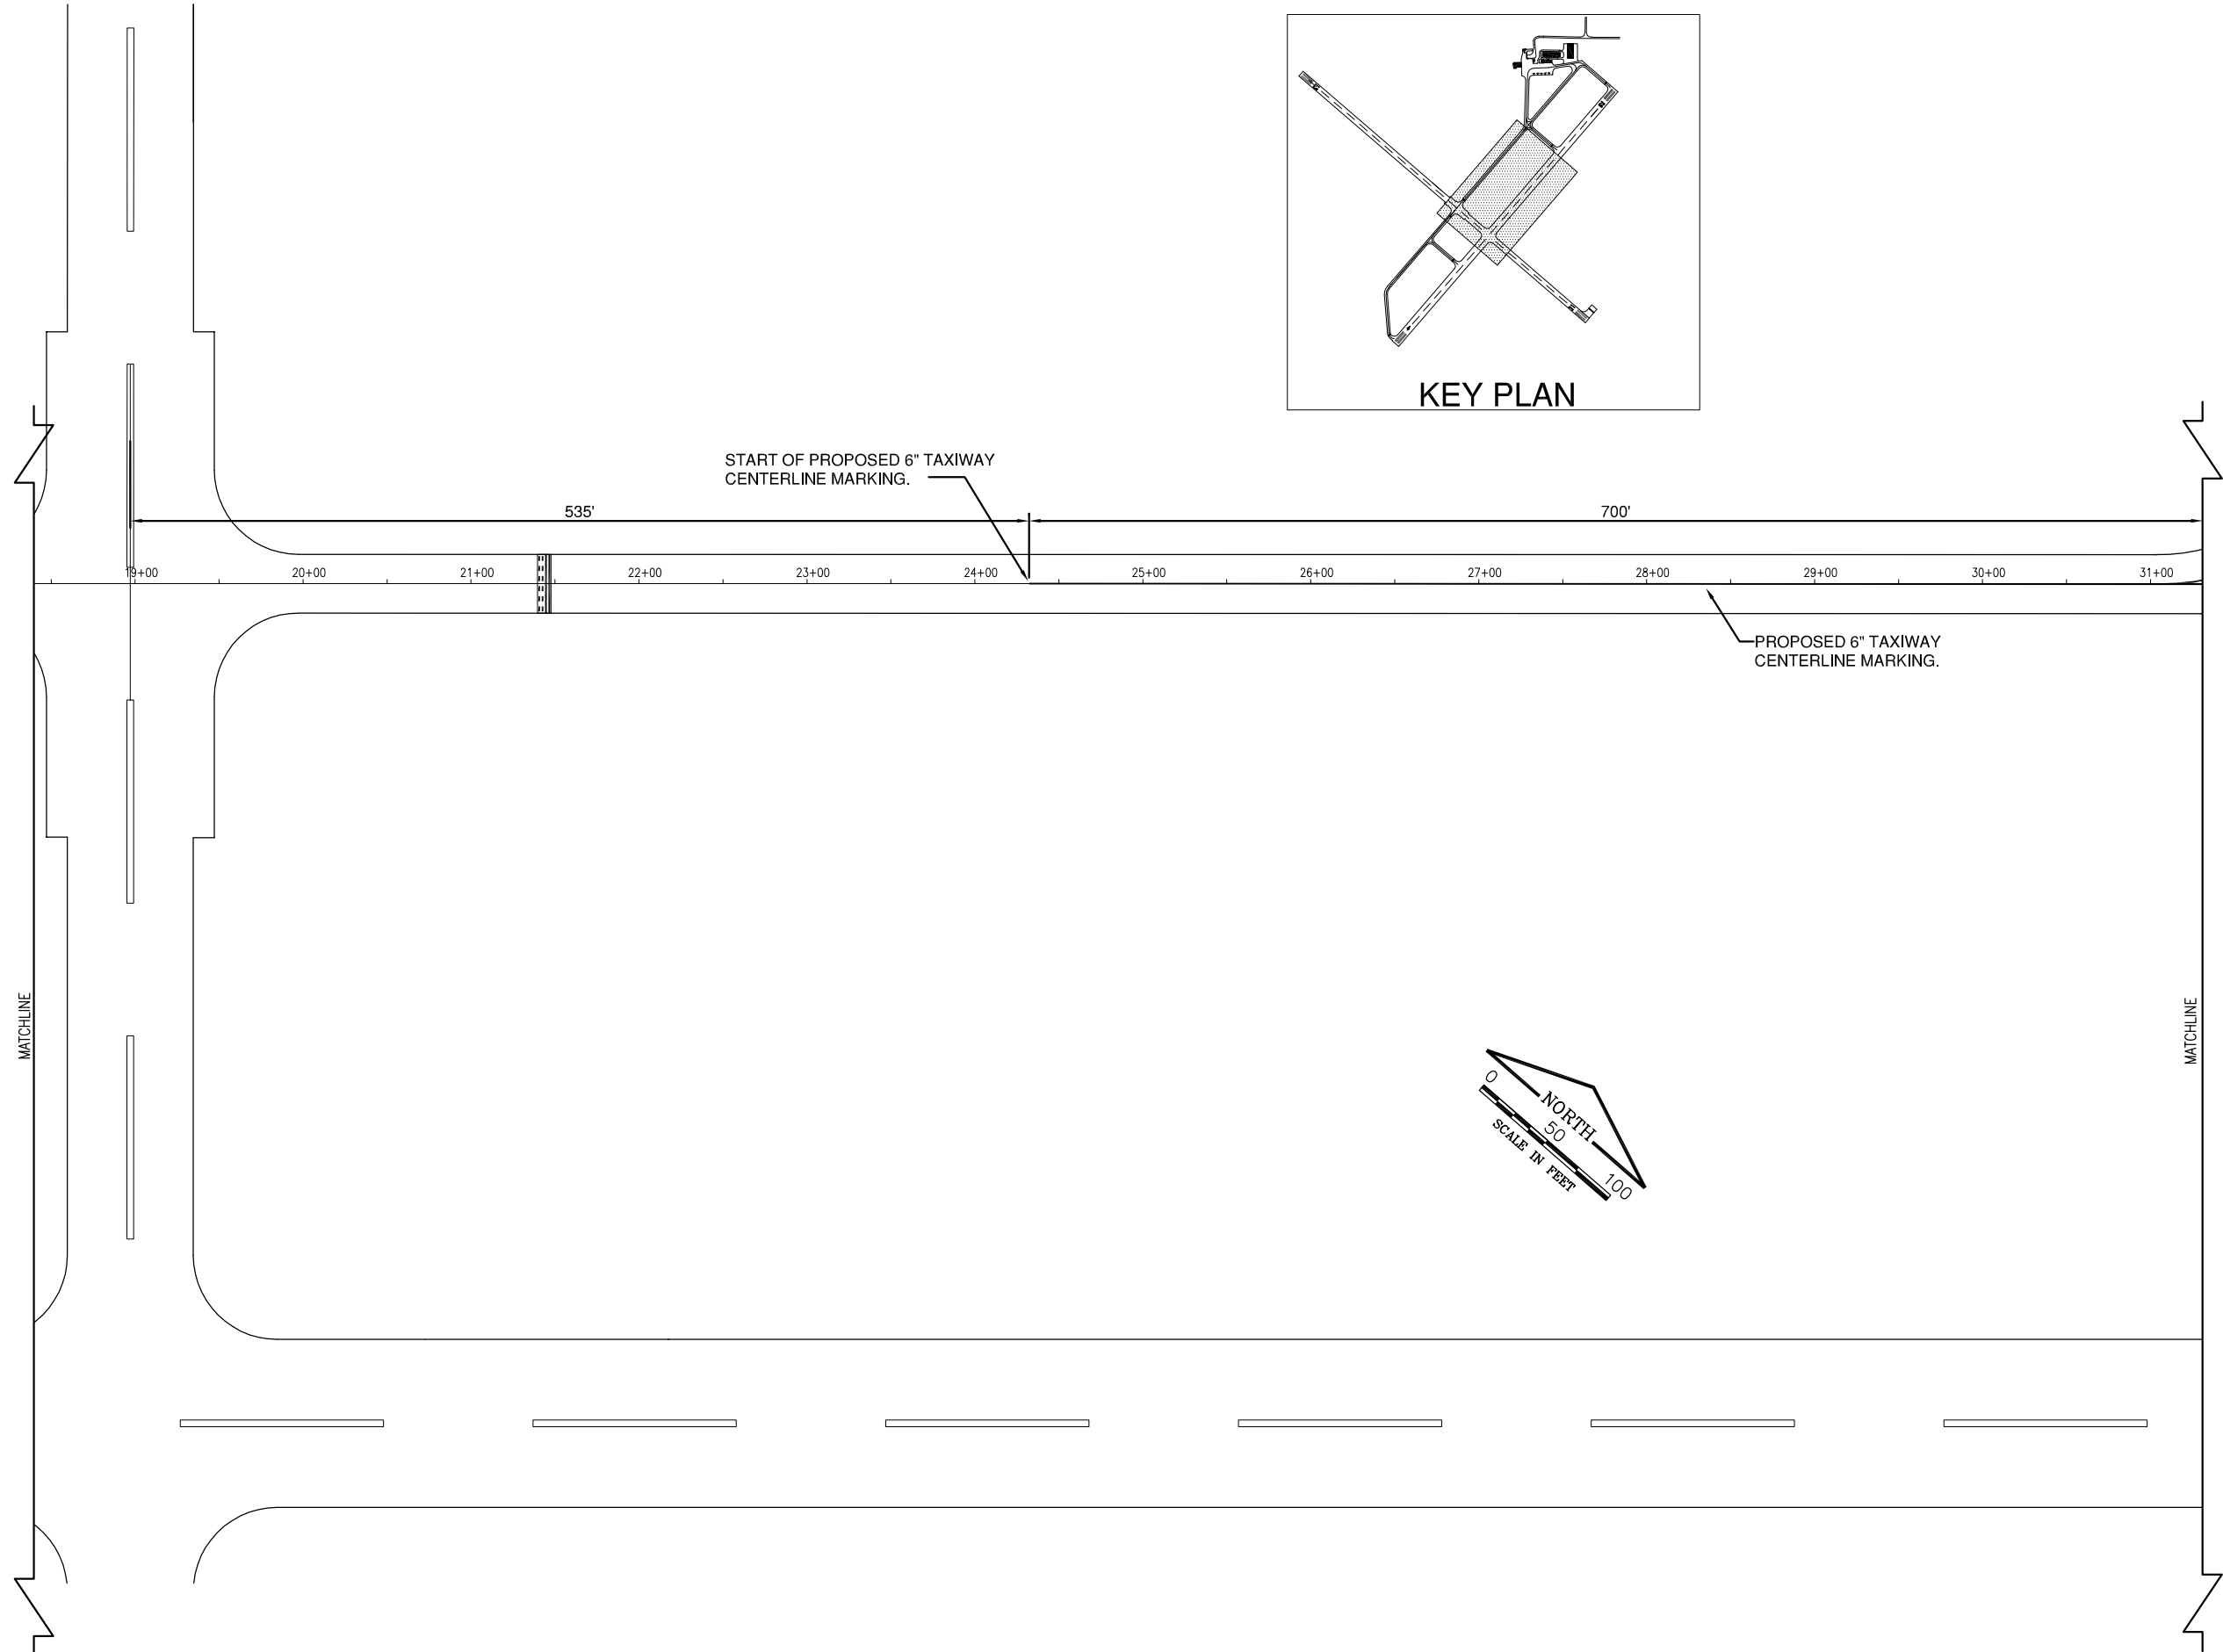 KEY PLAN
START OF PROPOSED 6" TAXIWAY
CENTERLINE MARKING.
535'
700'
19+00
20+00
21+00
22+00
23+00
24+00
25+00
26+00
27+00
28+00
29+00
30+00
31+00
PROPOSED 6" TAXIWAY
CENTERLINE MARKING.
MATCHLINE
MATCHLINE
NORTH
0
50
100
SCALE IN FEET